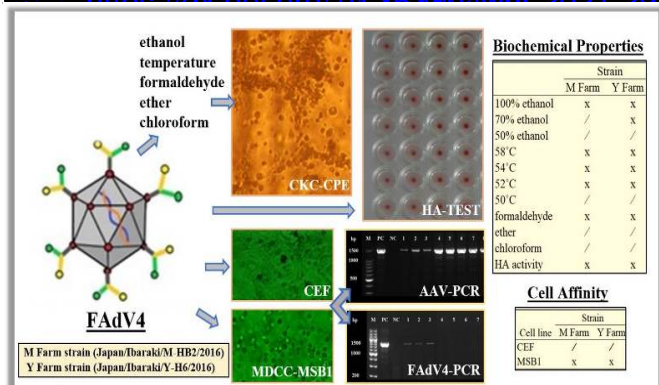 ethanol
temperature
formaldehyde
ether
chloroform
CKC-CPE
HA-TEST
FAdV4
M Farm strain (Japan/Ibaraki/M-HB2/2016)
Y Farm strain (Japan/Ibaraki/Y-H6/2016)
CEF
MDCC-MSB1
bp M PC NC 1 2 3 4 5 6 7
1500
1000
500
AAV-PCR
bp M PC NC 1 2 3 4 5 6 7
1500
1000
200
FAdV4-PCR
Biochemical Properties
Strain
M Farm Y Farm
100% ethanol x x
70% ethanol / x
50% ethanol / /
58˚C x x
54˚C x x
52˚C x x
50˚C / /
formaldehyde x x
ether / /
chloroform / /
HA activity x x
Cell Affinity
Strain
Cell line M Farm Y Farm
CEF / /
MSB1 x x